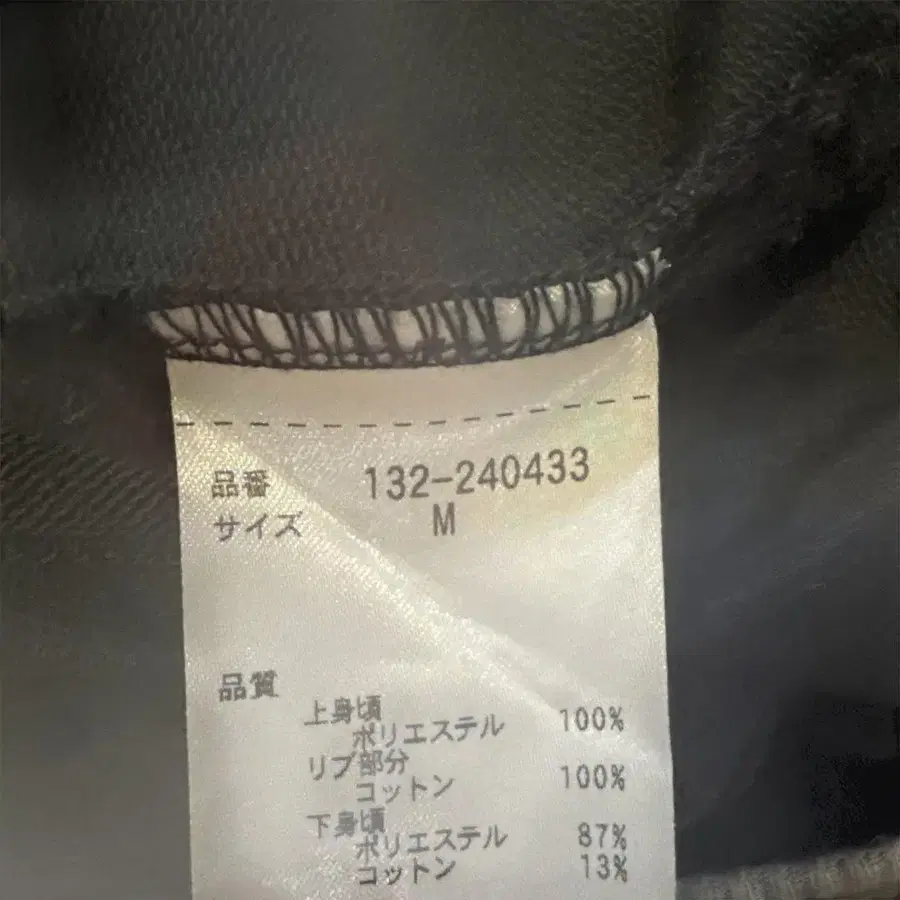 品番 132-240433
サイズ M
品質
上身頃
ポリエステル 100%
リブ部分
コットン 100%
下身頃
ポリエステル 87%
コットン 13%